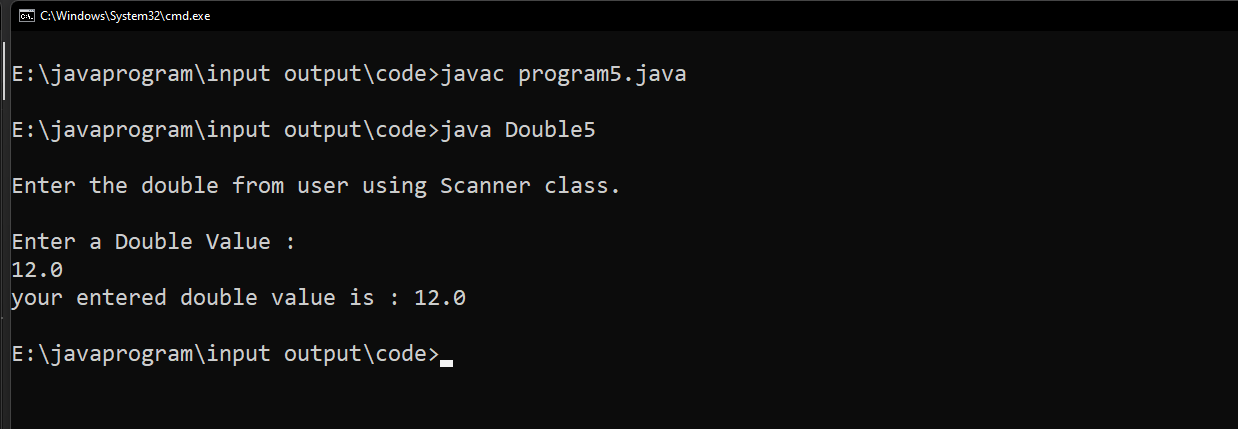 C:\Windows\System32\cmd.exe
E:\javaprogram\input output\code>javac program5.java
E:\javaprogram\input output\code>java Double5
Enter the double from user using Scanner class.
Enter a Double Value :
12.0
your entered double value is : 12.0
E:\javaprogram\input output\code>